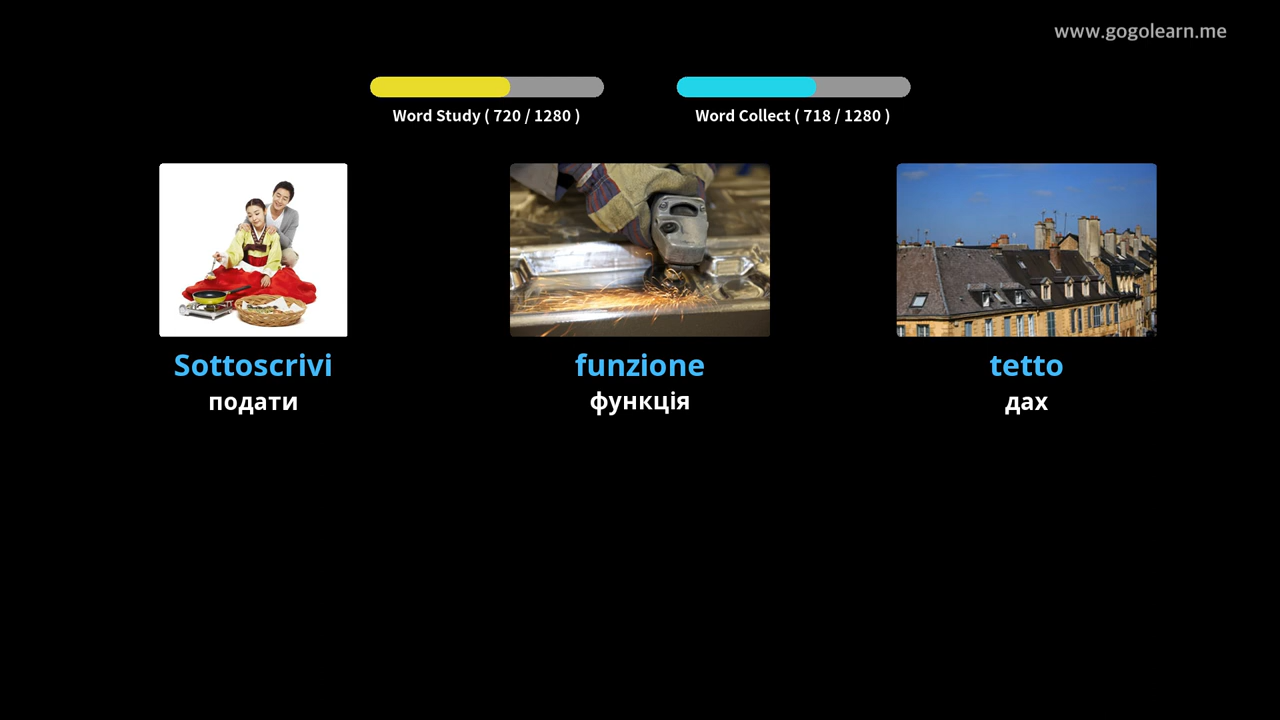 www.gogolearn.me
Word Study ( 720 / 1280 )
Word Collect ( 718 / 1280 )
Sottoscrivi
подати
funzione
функція
tetto
дах